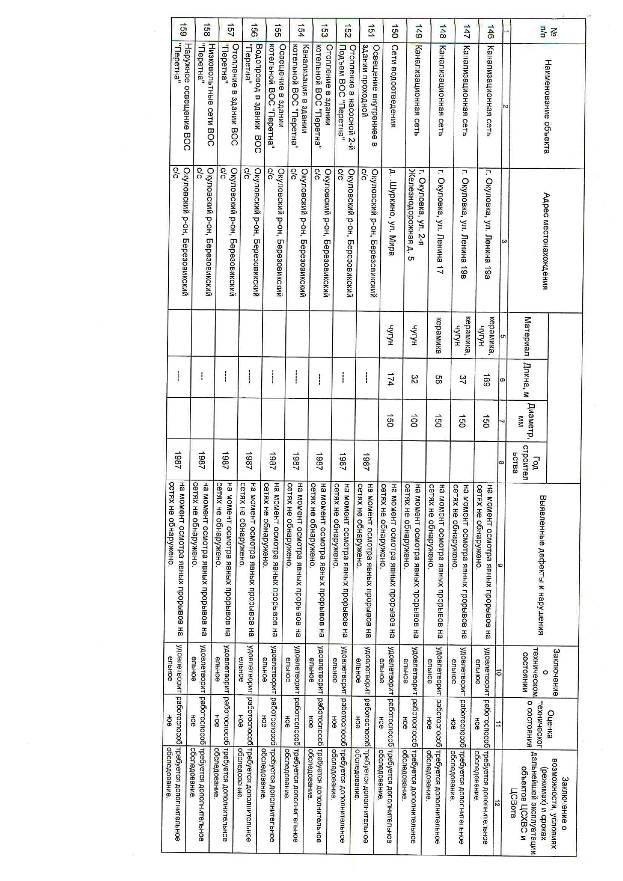 № п/п | Наименование объекта | Адрес местонахождения | Материал | Длина, м | Диаметр, мм | Год строительства | Выявленные дефекты и нарушения | Заключение о техническом состоянии | Оценка технического состояния | Заключение о возможности, условиях (режимах) и сроках дальнейшей эксплуатации объектов ЦСХВС и ЦСВота
1 | 2 | 3 | 5 | 6 | 7 | 8 | 9 | 10 | 11 | 12
146 | Канализационная сеть | г. Окуловка, ул. Ленина 19а | керамика, чугун | 169 | 150 | | на момент осмотра явных прорывов на сетях не обнаружено. | удовлетворительное | работоспособное | требуется дополнительное обследование.
147 | Канализационная сеть | г. Окуловка, ул. Ленина 19в | керамика, чугун | 37 | 150 | | на момент осмотра явных прорывов на сетях не обнаружено. | удовлетворительное | работоспособное | требуется дополнительное обследование.
148 | Канализационная сеть | г. Окуловка, ул. Ленина 17 | керамика | 56 | 150 | | на момент осмотра явных прорывов на сетях не обнаружено. | удовлетворительное | работоспособное | требуется дополнительное обследование.
149 | Канализационная сеть | г. Окуловка, ул. 2-я Железнодорожная д. 5 | чугун | 32 | 100 | | на момент осмотра явных прорывов на сетях не обнаружено. | удовлетворительное | работоспособное | требуется дополнительное обследование.
150 | Сети водоотведения | д. Шуркино, ул. Мира | чугун | 174 | 150 | | на момент осмотра явных прорывов на сетях не обнаружено. | удовлетворительное | работоспособное | требуется дополнительное обследование.
151 | Освещение внутреннее в здании проходной | Окуловский р-он, Березовикский с/с | | ---- | | 1987 | на момент осмотра явных прорывов на сетях не обнаружено. | удовлетворительное | работоспособное | требуется дополнительное обследование.
152 | Отопление в насосной 2-й Подъем ВОС "Перетна" | Окуловский р-он, Березовикский с/с | | ---- | | 1987 | на момент осмотра явных прорывов на сетях не обнаружено. | удовлетворительное | работоспособное | требуется дополнительное обследование.
153 | Отопление в здании котельной ВОС "Перетна" | Окуловский р-он, Березовикский с/с | | ---- | | 1987 | на момент осмотра явных прорывов на сетях не обнаружено. | удовлетворительное | работоспособное | требуется дополнительное обследование.
154 | Канализация в здании котельной ВОС "Перетна" | Окуловский р-он, Березовикский с/с | | ---- | | 1987 | на момент осмотра явных прорывов на сетях не обнаружено. | удовлетворительное | работоспособное | требуется дополнительное обследование.
155 | Освещение в здании котельной ВОС "Перетна" | Окуловский р-он, Березовикский с/с | | ---- | | 1987 | на момент осмотра явных прорывов на сетях не обнаружено. | удовлетворительное | работоспособное | требуется дополнительное обследование.
156 | Водопровод в здании ВОС "Перетна" | Окуловский р-он, Березовикский с/с | | ---- | | 1987 | на момент осмотра явных прорывов на сетях не обнаружено. | удовлетворительное | работоспособное | требуется дополнительное обследование.
157 | Отопление в здании ВОС "Перетна" | Окуловский р-он, Березовикский с/с | | ---- | | 1987 | на момент осмотра явных прорывов на сетях не обнаружено. | удовлетворительное | работоспособное | требуется дополнительное обследование.
158 | Низковольтные сети ВОС "Перетна" | Окуловский р-он, Березовикский с/с | | --- | | 1987 | на момент осмотра явных прорывов на сетях не обнаружено. | удовлетворительное | работоспособное | требуется дополнительное обследование.
159 | Наружное освещение ВОС "Перетна" | Окуловский р-он, Березовикский с/с | | ---- | | 1987 | на момент осмотра явных прорывов на сетях не обнаружено. | удовлетворительное | работоспособное | требуется дополнительное обследование.